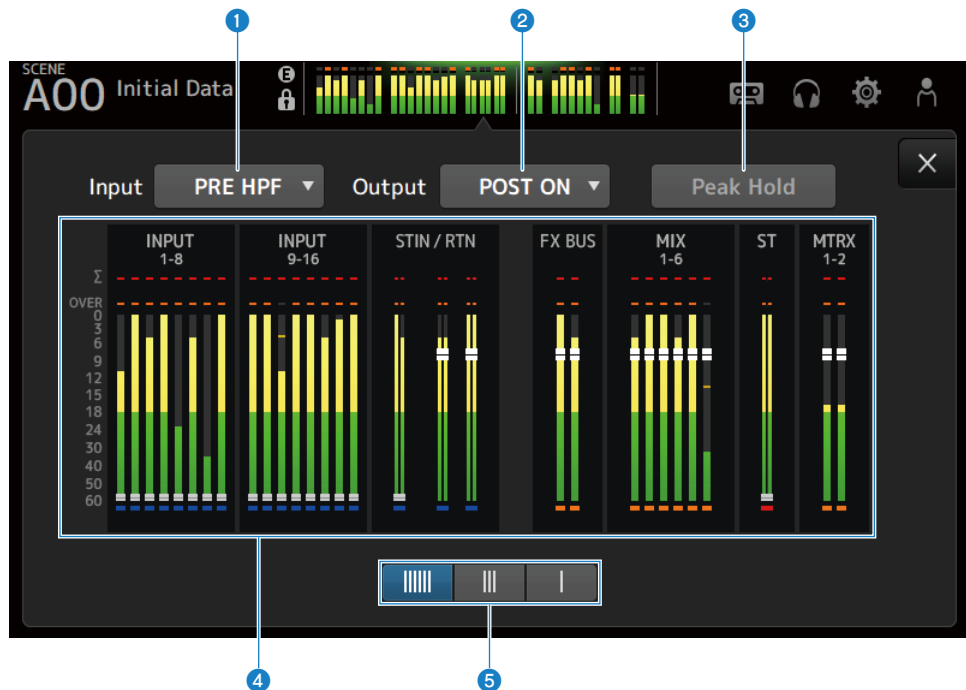 1 2 3
SCENE
A00 Initial Data E
Input PRE HPF ▼ Output POST ON ▼ Peak Hold ×
INPUT INPUT STIN / RTN FX BUS MIX ST MTRX
1-8 9-16 1-6 1-2
Σ
OVER
0
3
6
9
12
15
18
24
30
40
50
60
4 5